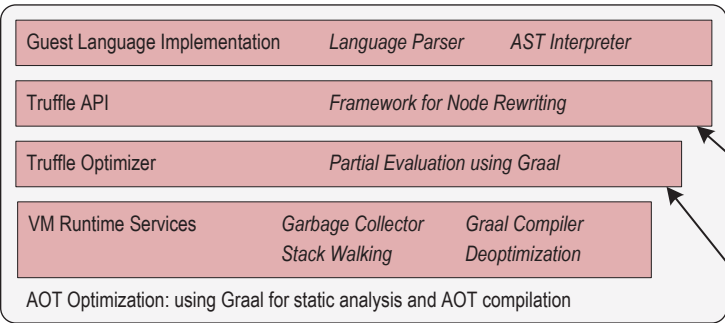 Guest Language Implementation Language Parser AST Interpreter
Truffle API Framework for Node Rewriting
Truffle Optimizer Partial Evaluation using Graal
VM Runtime Services Garbage Collector Graal Compiler
Stack Walking Deoptimization
AOT Optimization: using Graal for static analysis and AOT compilation